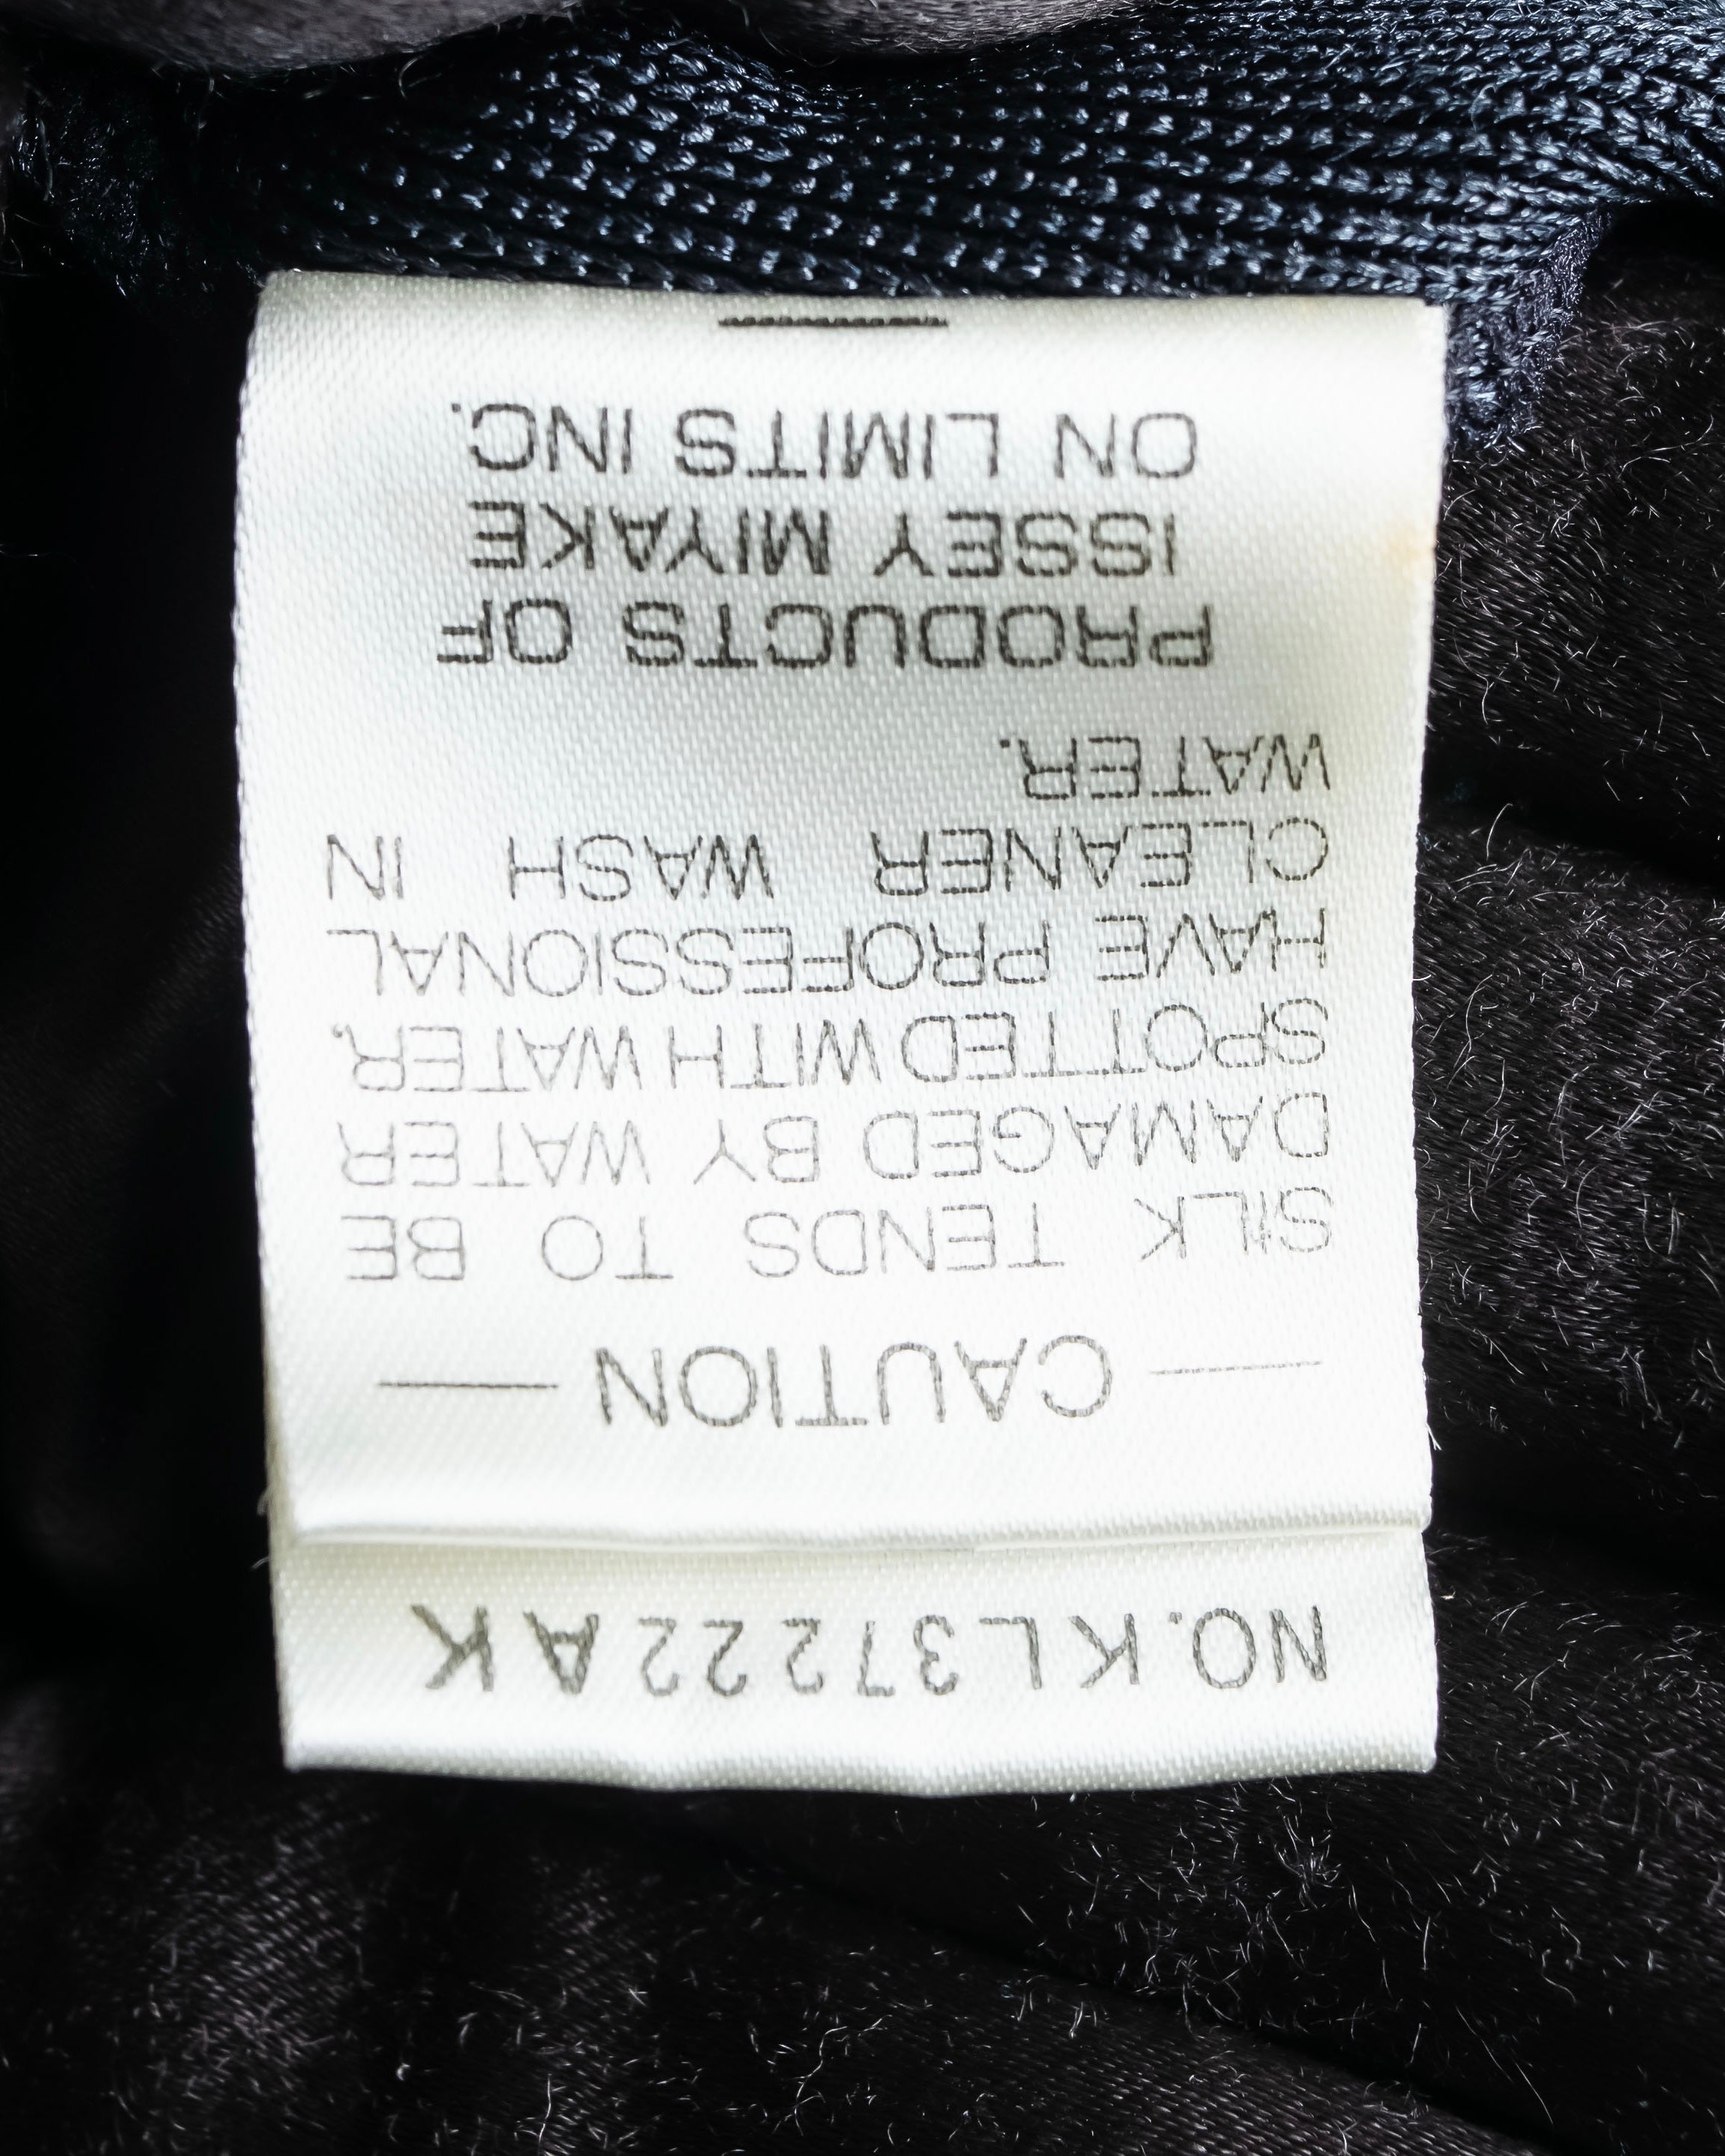 NO. KL37222AK
CAUTION
SILK TENDS TO BE
DAMAGED BY WATER
SPOTTED WITH WATER,
HAVE PROFESSIONAL
CLEANER WASH IN
WATER.
PRODUCTS OF
ISSEY MIYAKE
ON LIMITS INC.